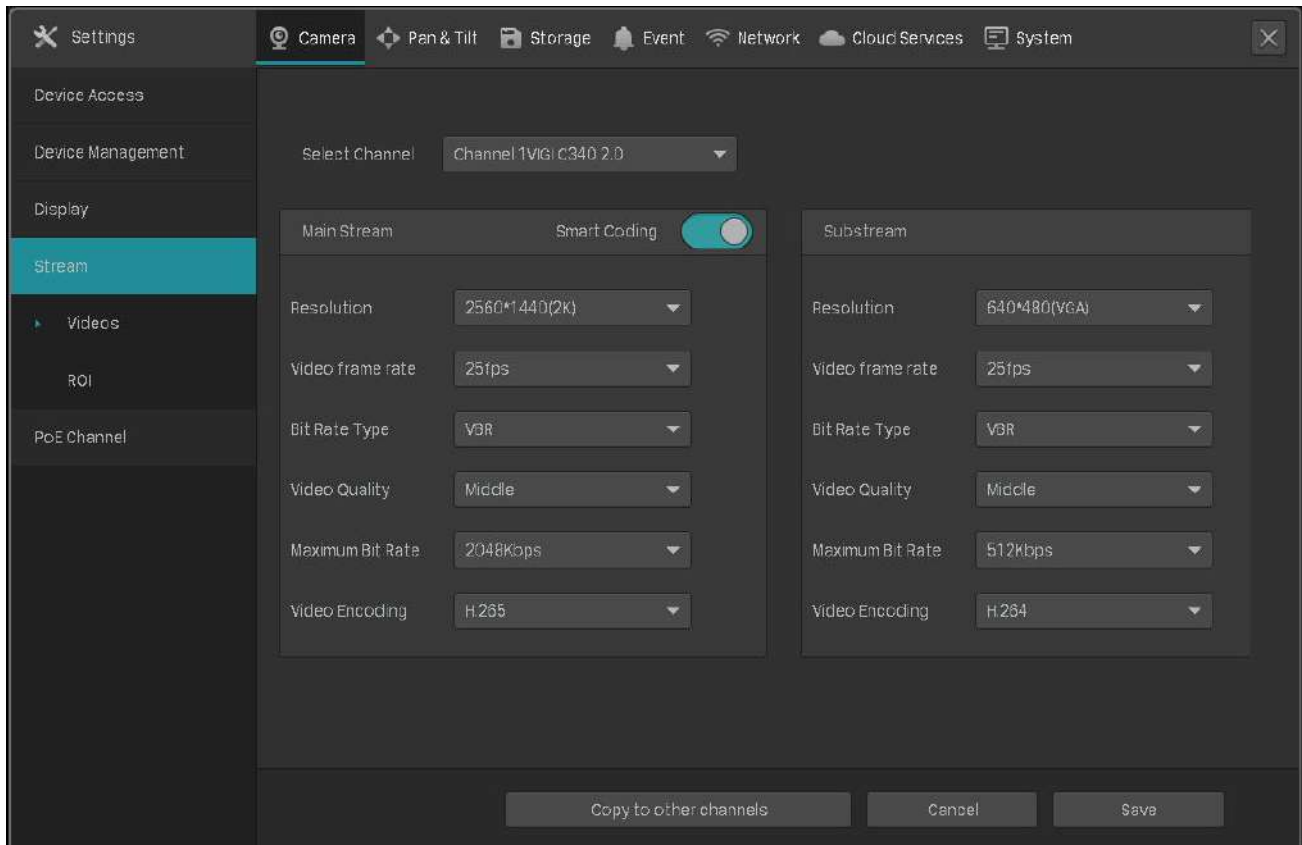 Settings
Camera Pan & Tilt Storage Event Network Cloud Services System
Device Access
Device Management
Display
Stream
Videos
ROI
PoE Channel
Select Channel Channel 1VIGI C340 2.0
Main Stream Smart Coding
Resolution 2560*1440(2K)
Video frame rate 25fps
Bit Rate Type VBR
Video Quality Middle
Maximum Bit Rate 2048Kbps
Video Encoding H.265
Substream
Resolution 640*480(VGA)
Video frame rate 25fps
Bit Rate Type VBR
Video Quality Middle
Maximum Bit Rate 512Kbps
Video Encoding H.264
Copy to other channels Cancel Save